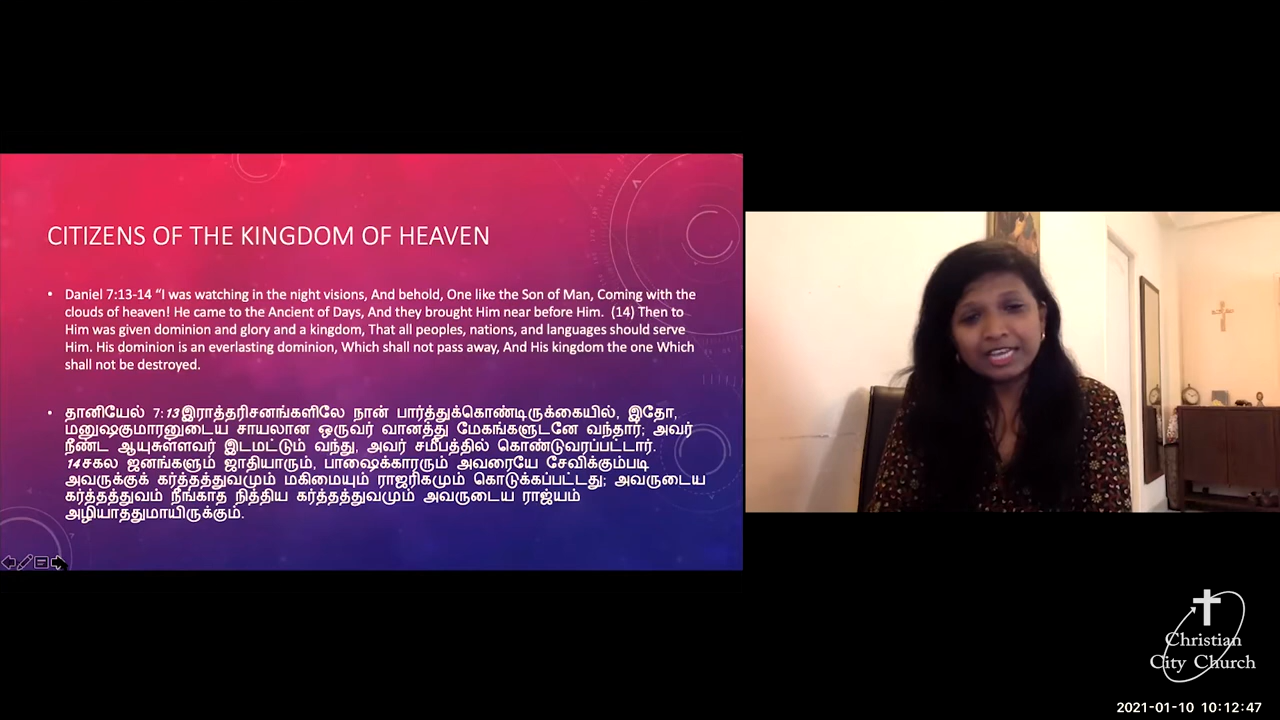 CITIZENS OF THE KINGDOM OF HEAVEN
• Daniel 7:13-14 “I was watching in the night visions, And behold, One like the Son of Man, Coming with the
clouds of heaven! He came to the Ancient of Days, And they brought Him near before Him. (14) Then to
Him was given dominion and glory and a kingdom, That all peoples, nations, and languages should serve
Him. His dominion is an everlasting dominion, Which shall not pass away, And His kingdom the one Which
shall not be destroyed.
• தானியேல் 7:13 இராத்தரிசனங்களிலே நான் பார்த்துக்கொண்டிருக்கையில், இதோ,
மனுஷகுமாரனுடைய சாயலான ஒருவர் வானத்து மேகங்களுடனே வந்தார்; அவர்
நீண்ட ஆயுசுள்ளவர் இடமட்டும் வந்து, அவர் சமீபத்தில் கொண்டுவரப்பட்டார்.
14 சகல ஜனங்களும் ஜாதியாரும், பாஷைக்காரரும் அவரையே சேவிக்கும்படி
அவருக்குக் கர்த்தத்துவமும் மகிமையும் ராஜரிகமும் கொடுக்கப்பட்டது; அவருடைய
கர்த்தத்துவம் நீங்காத நித்திய கர்த்தத்துவமும் அவருடைய ராஜ்யம்
அழியாததுமாயிருக்கும்.
Christian
City Church
2021-01-10 10:12:47